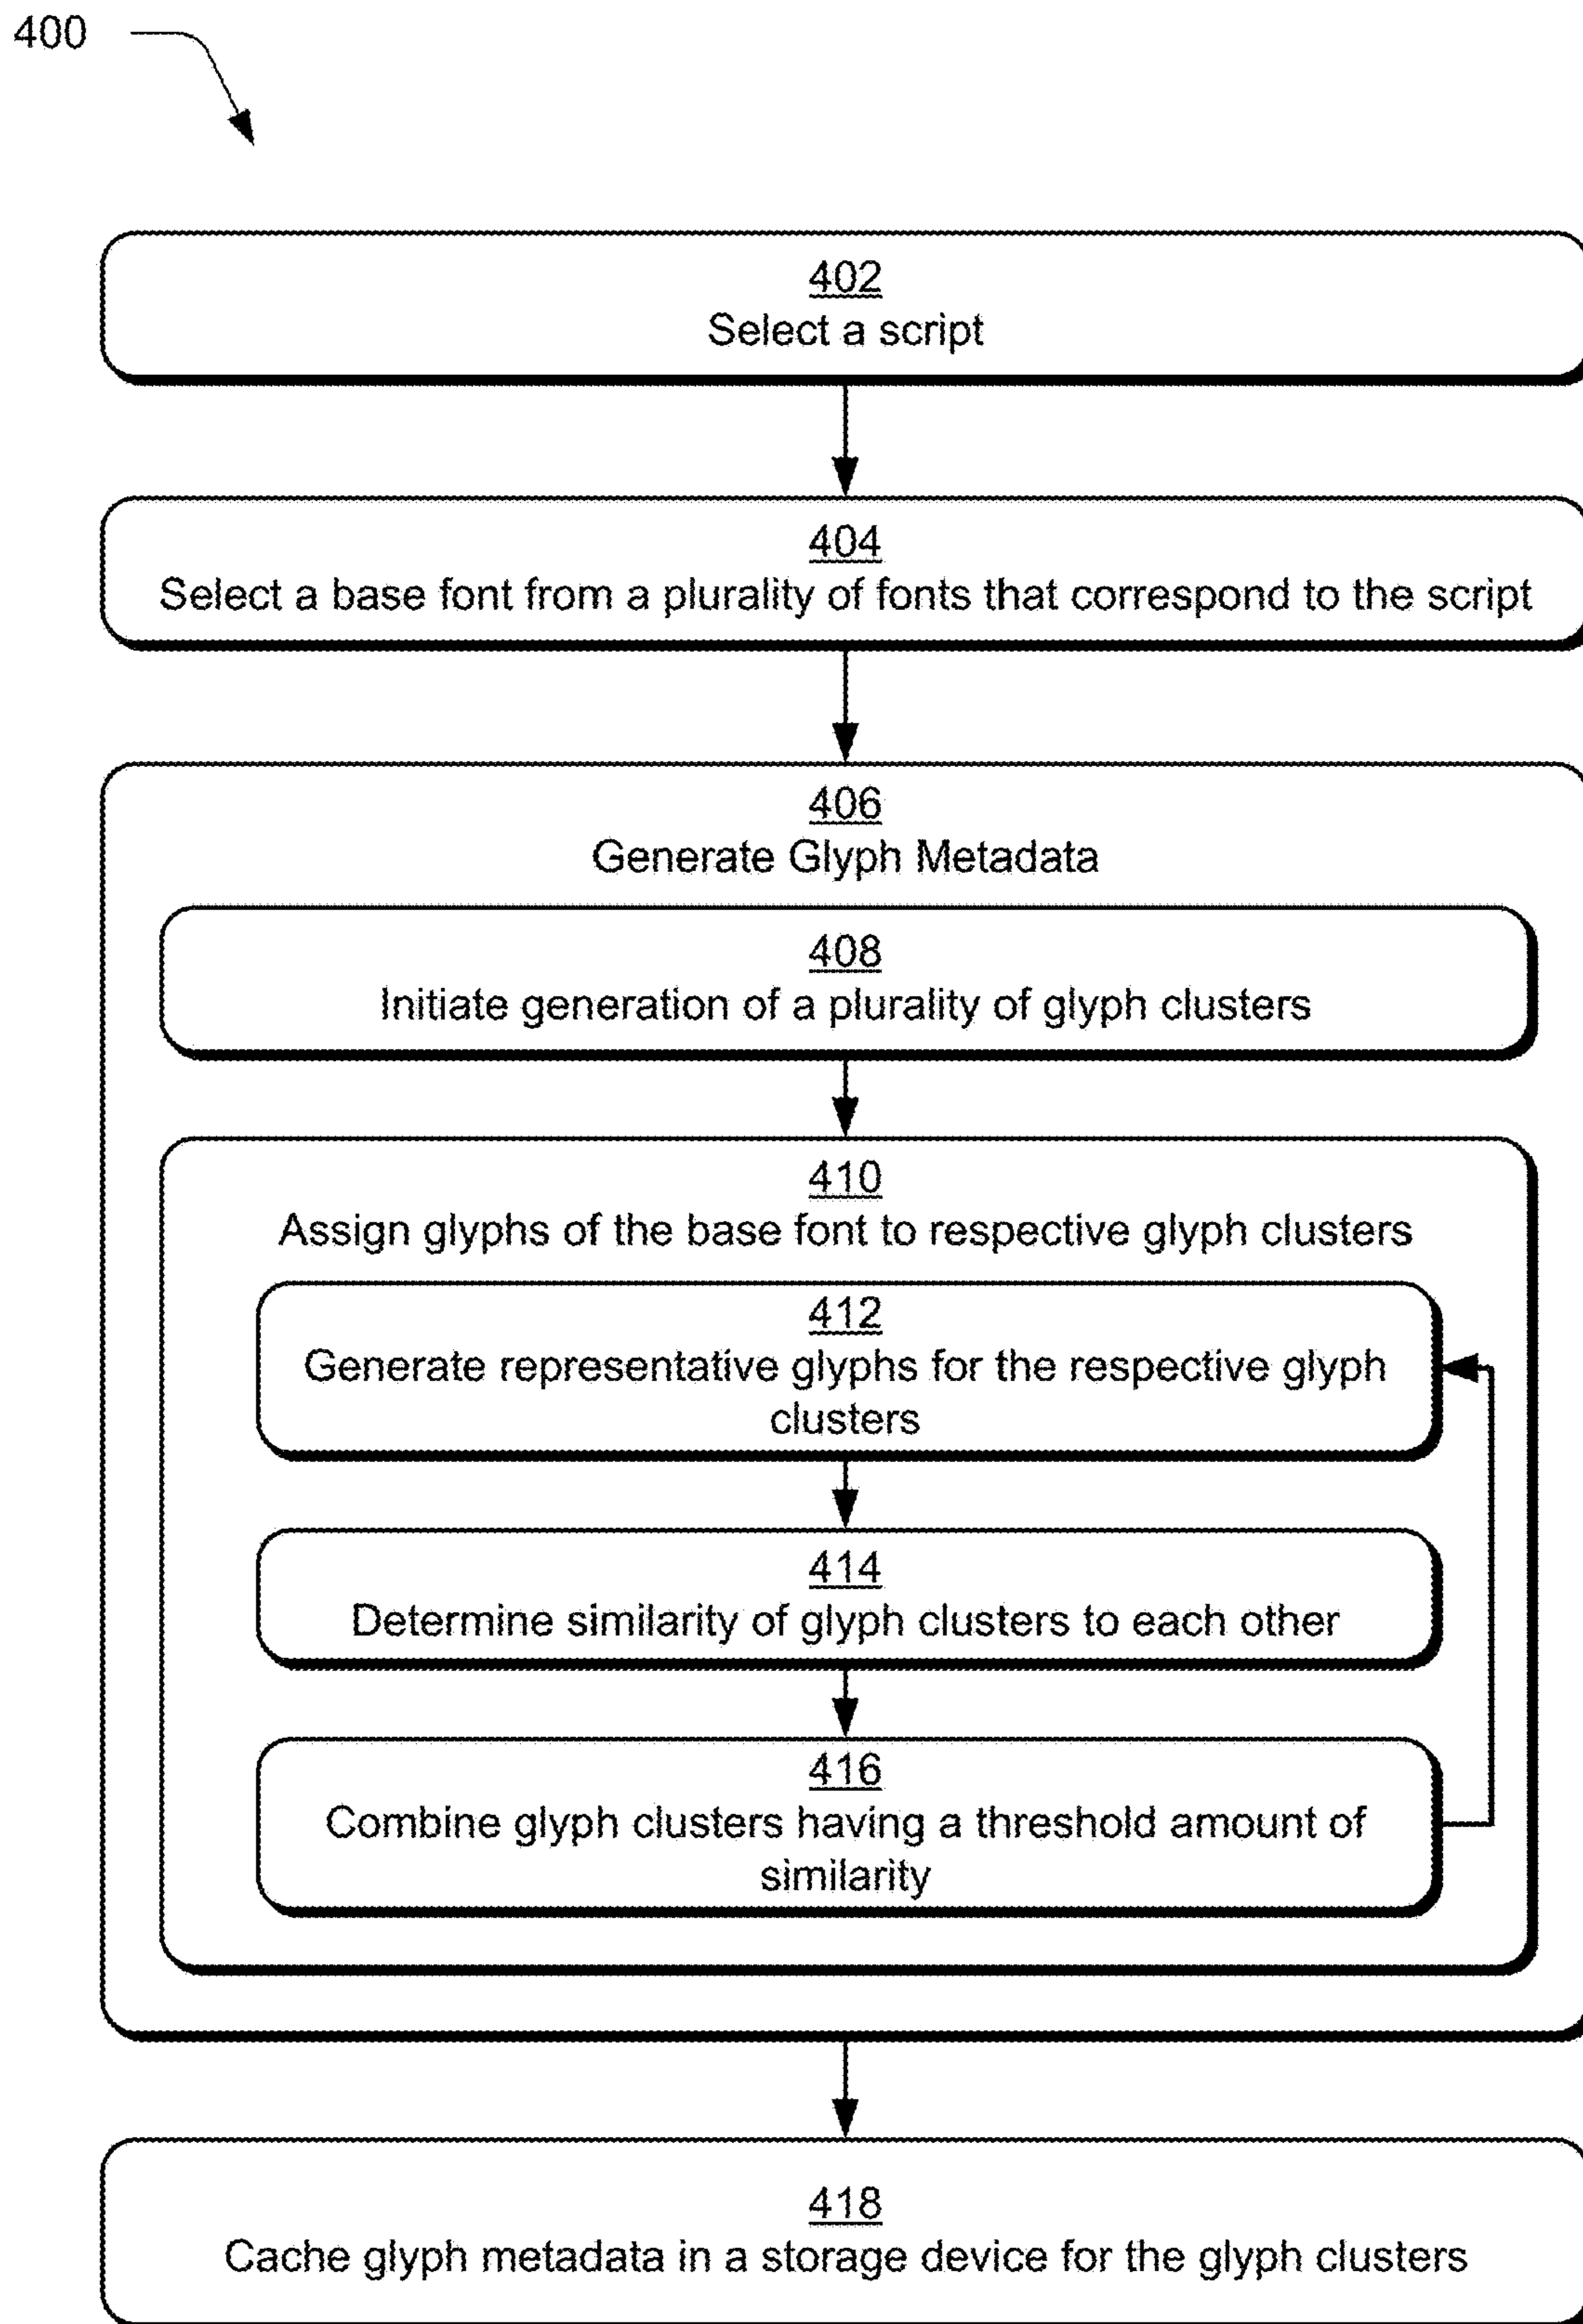 400
402
Select a script
404
Select a base font from a plurality of fonts that correspond to the script
406
Generate Glyph Metadata
408
Initiate generation of a plurality of glyph clusters
410
Assign glyphs of the base font to respective glyph clusters
412
Generate representative glyphs for the respective glyph
clusters
414
Determine similarity of glyph clusters to each other
416
Combine glyph clusters having a threshold amount of
similarity
418
Cache glyph metadata in a storage device for the glyph clusters